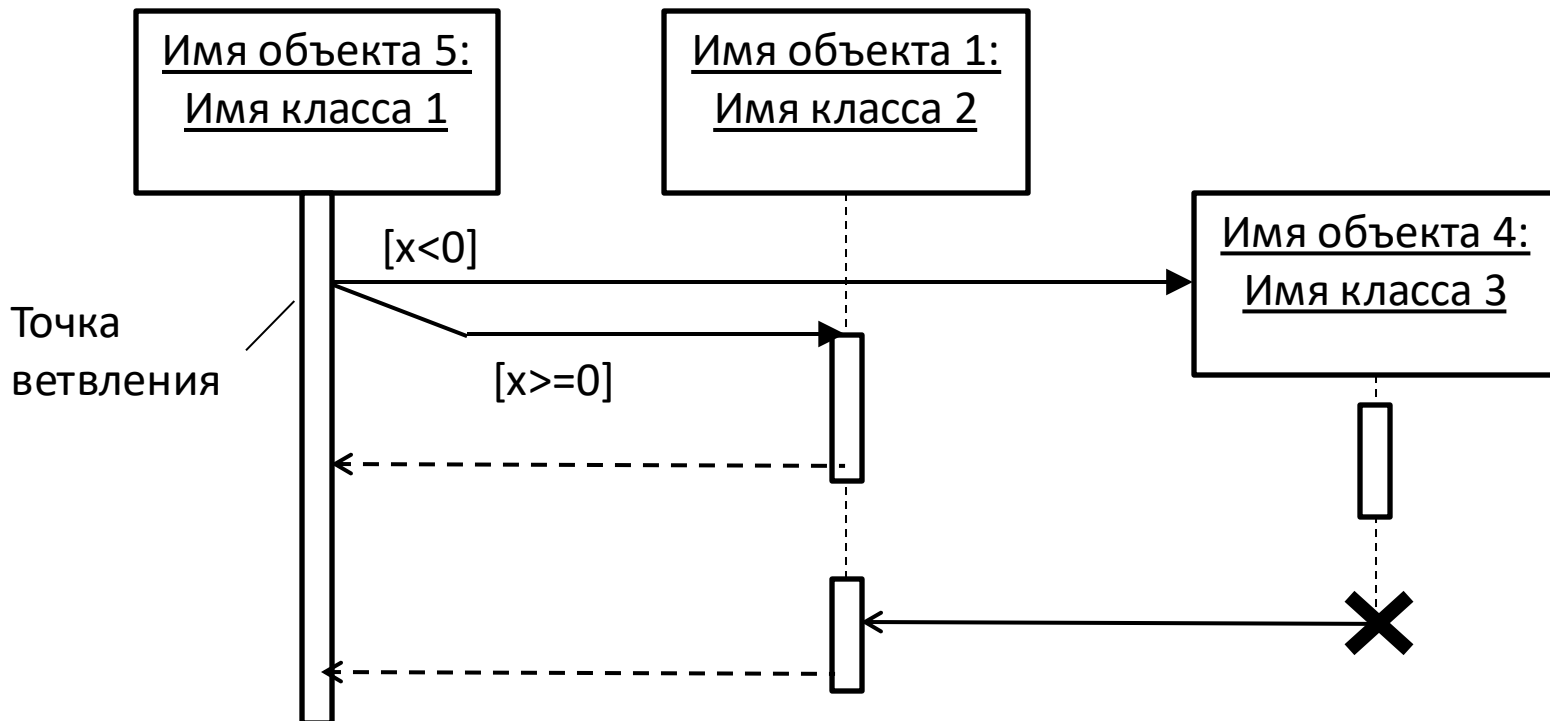 Имя объекта 5:
Имя класса 1
Имя объекта 1:
Имя класса 2
Имя объекта 4:
Имя класса 3
[x<0]
Точка
ветвления
[x>=0]